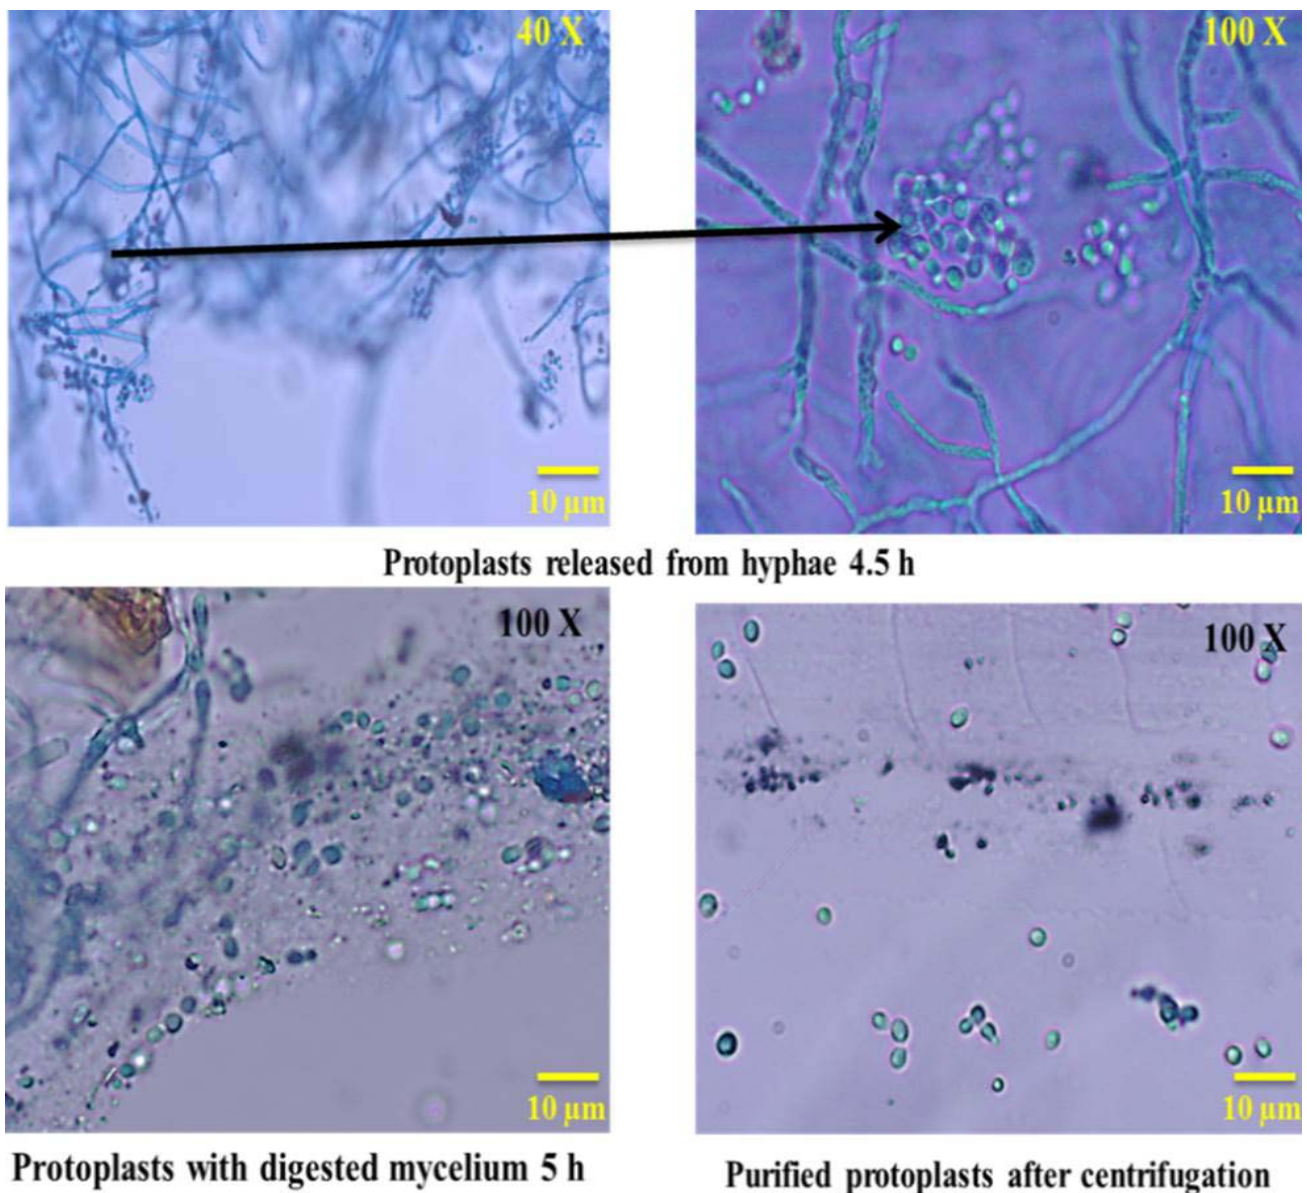 40 X
100 X
10 µm
10 µm
Protoplasts released from hyphae 4.5 h
100 X
100 X
10 µm
10 µm
Protoplasts with digested mycelium 5 h
Purified protoplasts after centrifugation